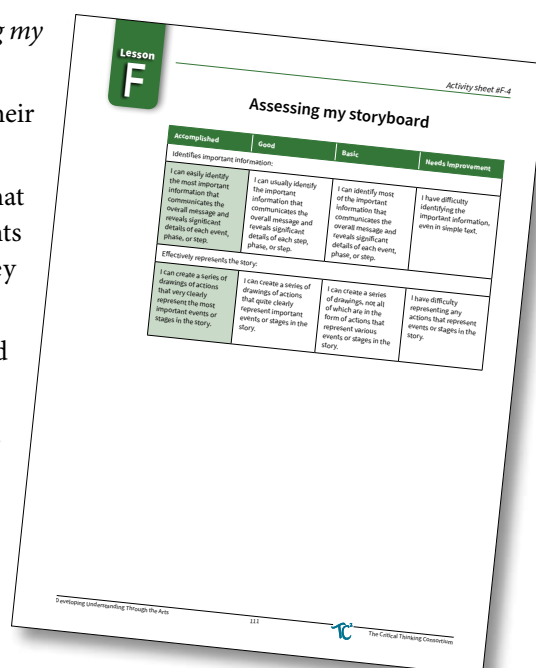 g my
heir
hat
nts
ey
d
Lesson
F
Activity sheet #F-4
Assessing my storyboard
Accomplished
Good
Basic
Needs Improvement
Identifies important information:
I can easily identify
the most important
information that
communicates the
overall message and
reveals significant
details of each event,
phase, or step.
I can usually identify
the important
information that
communicates the
overall message and
reveals significant
details of each step,
phase, or step.
I can identify most
of the important
information that
communicates the
overall message and
reveals significant
details of each event,
phase, or step.
I have difficulty
identifying the
important information,
even in simple text.
Effectively represents the story:
I can create a series of
drawings of actions
that very clearly
represent the most
important events or
stages in the story.
I can create a series of
drawings of actions
that quite clearly
represent important
events or stages in the
story.
I can create a series
of drawings, not all
of which are in the
form of actions that
represent various
events or stages in the
story.
I have difficulty
representing any
actions that represent
events or stages in the
story.
Developing Understanding Through the Arts
113
TC²
The Critical Thinking Consortium